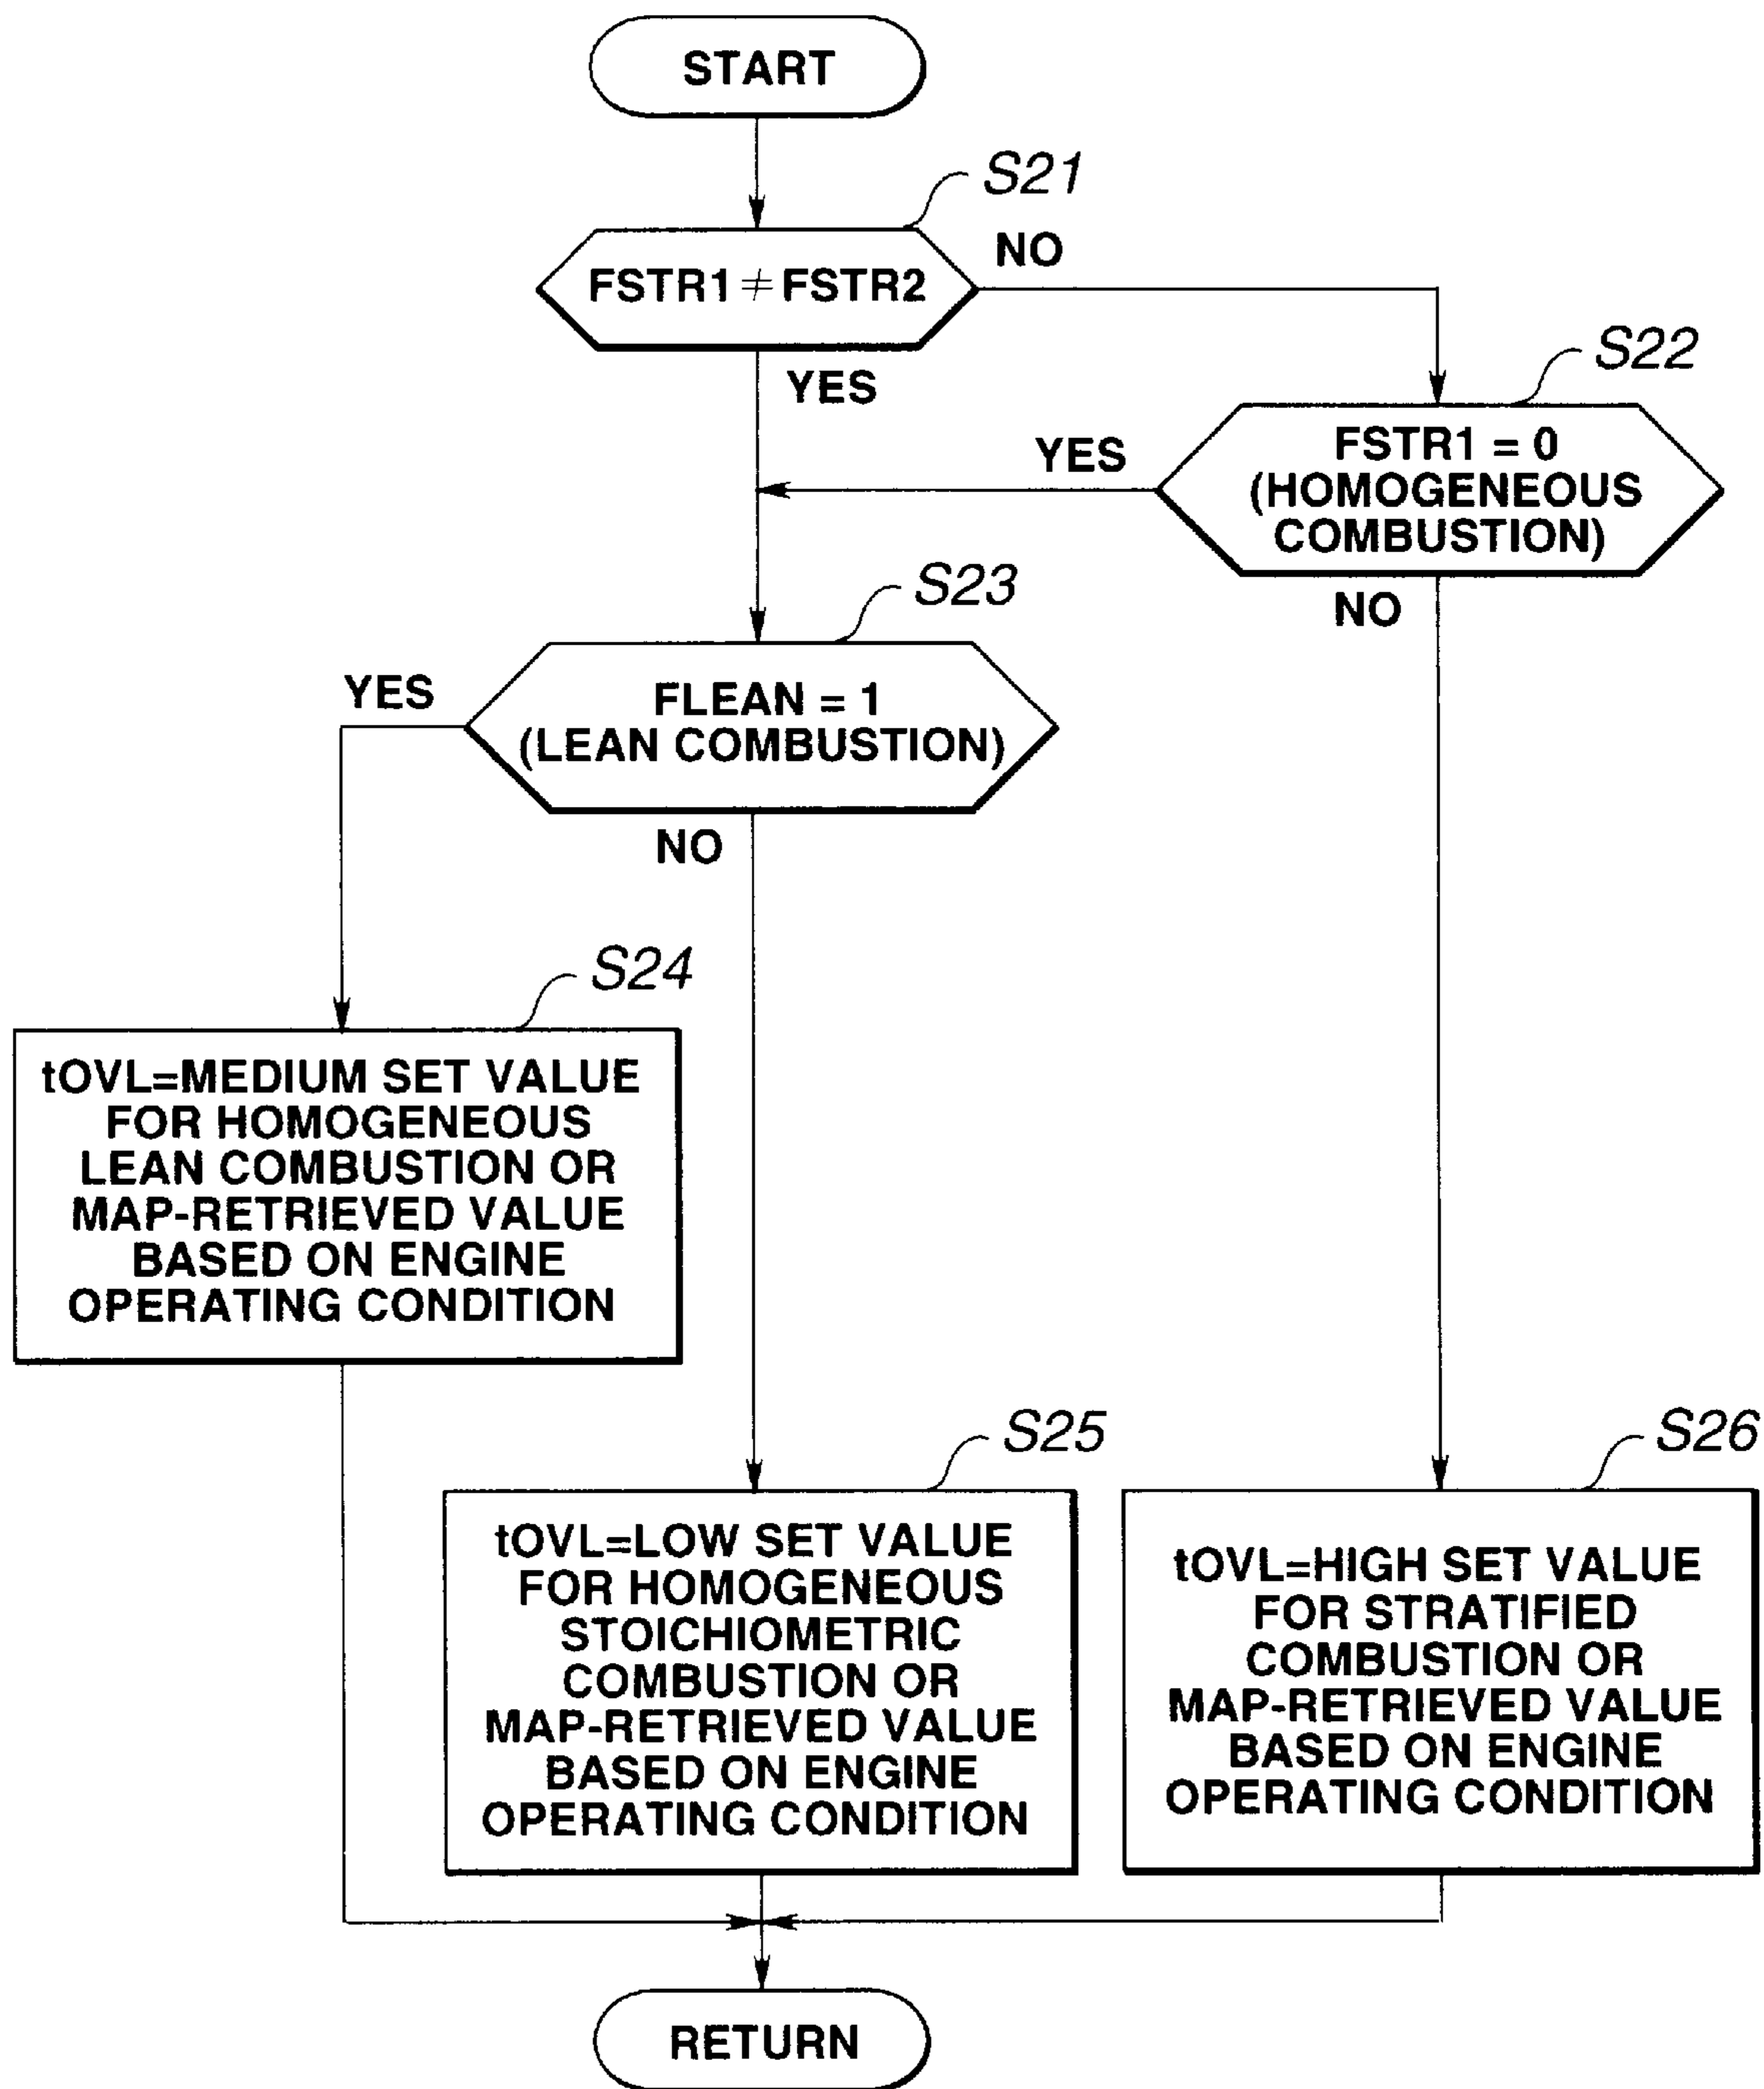 START
S21
FSTR1 ≠ FSTR2
NO
YES
S22
FSTR1 = 0
(HOMOGENEOUS
COMBUSTION)
YES
NO
S23
FLEAN = 1
(LEAN COMBUSTION)
YES
NO
S24
tOVL=MEDIUM SET VALUE
FOR HOMOGENEOUS
LEAN COMBUSTION OR
MAP-RETRIEVED VALUE
BASED ON ENGINE
OPERATING CONDITION
S25
tOVL=LOW SET VALUE
FOR HOMOGENEOUS
STOICHIOMETRIC
COMBUSTION OR
MAP-RETRIEVED VALUE
BASED ON ENGINE
OPERATING CONDITION
S26
tOVL=HIGH SET VALUE
FOR STRATIFIED
COMBUSTION OR
MAP-RETRIEVED VALUE
BASED ON ENGINE
OPERATING CONDITION
RETURN